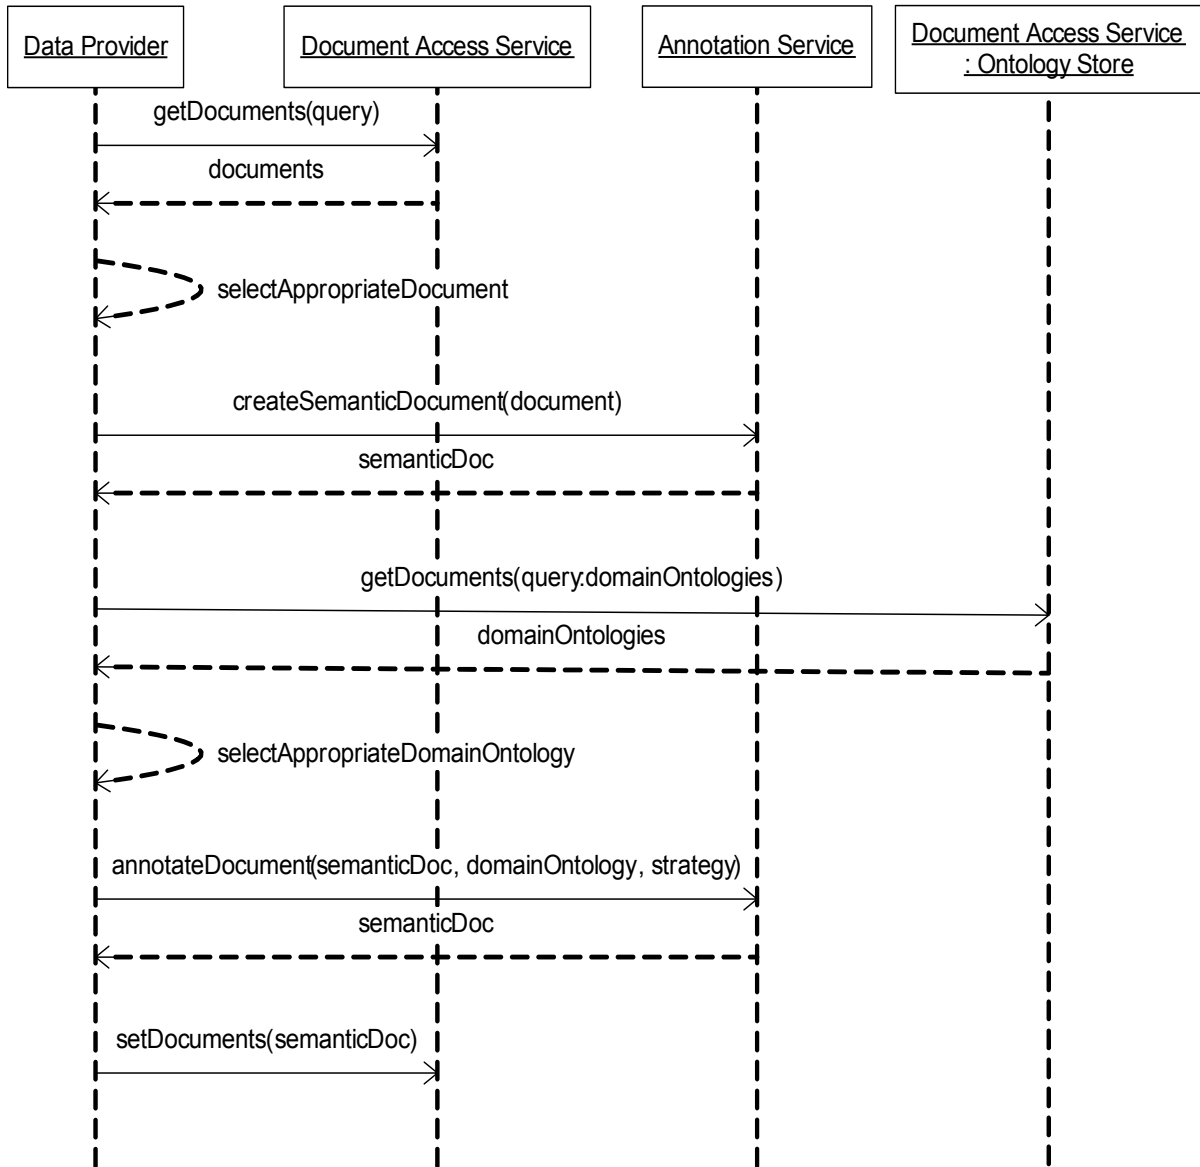 Data Provider
Document Access Service
Annotation Service
Document Access Service
: Ontology Store
getDocuments(query)
documents
selectAppropriateDocument
createSemanticDocument(document)
semanticDoc
getDocuments(query:domainOntologies)
domainOntologies
selectAppropriateDomainOntology
annotateDocument(semanticDoc, domainOntology, strategy)
semanticDoc
setDocuments(semanticDoc)